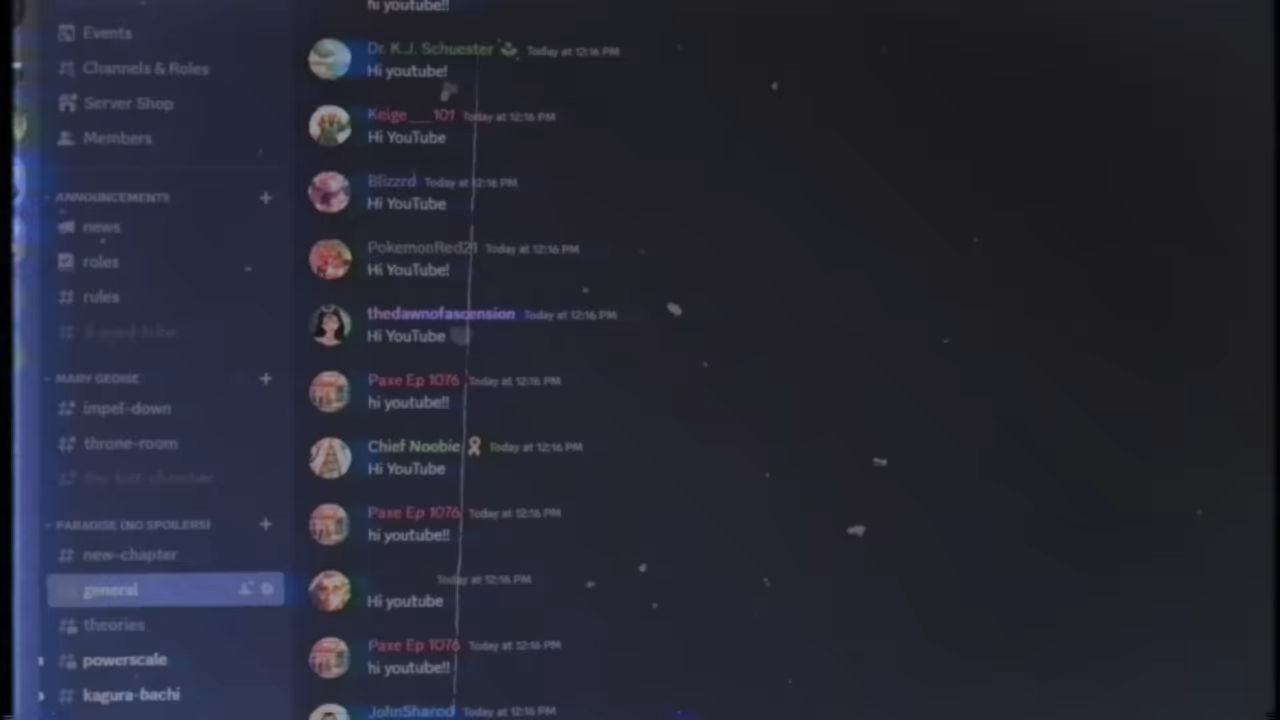 hi youtube!!
Events
Channels & Roles
Server Shop
Members
ANNOUNCEMENTS
news
roles
rules
MARY GEOISE
impel-down
throne-room
PARADISE (NO SPOILERS)
new-chapter
general
theories
powerscale
kagura-bachi
Dr. K.J. Schuester Today at 12:16 PM
Hi youtube!
Keige___101 Today at 12:16 PM
Hi YouTube
Blizzrd Today at 12:16 PM
Hi YouTube
PokemonRed21 Today at 12:16 PM
Hi YouTube!
thedawnofascension Today at 12:16 PM
Hi YouTube
Paxe Ep 1076 Today at 12:16 PM
hi youtube!!
Chief Noobie Today at 12:16 PM
Hi YouTube
Paxe Ep 1076 Today at 12:16 PM
hi youtube!!
Today at 12:16 PM
Hi youtube
Paxe Ep 1076 Today at 12:16 PM
hi youtube!!
JohnSharod Today at 12:16 PM